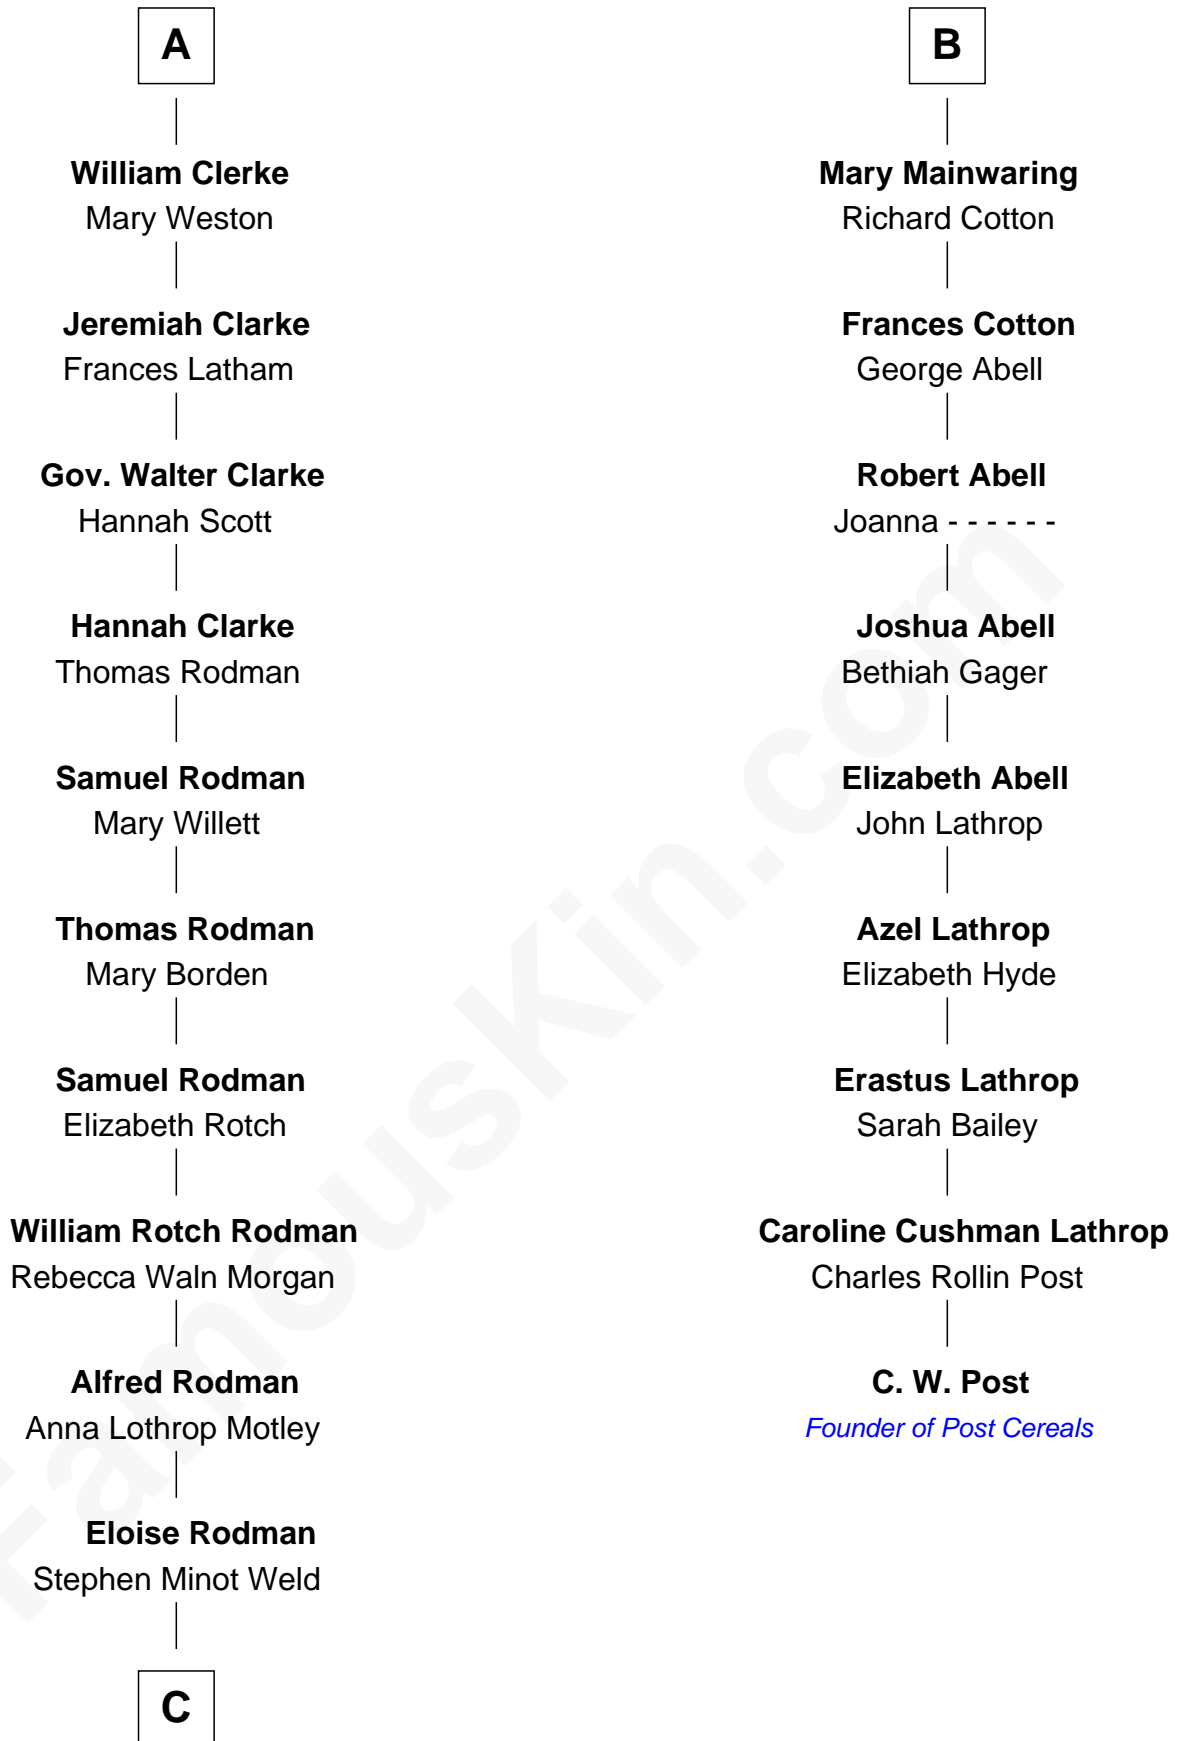 A
William Clerke
Mary Weston
Jeremiah Clarke
Frances Latham
Gov. Walter Clarke
Hannah Scott
Hannah Clarke
Thomas Rodman
Samuel Rodman
Mary Willett
Thomas Rodman
Mary Borden
Samuel Rodman
Elizabeth Rotch
William Rotch Rodman
Rebecca Waln Morgan
Alfred Rodman
Anna Lothrop Motley
Eloise Rodman
Stephen Minot Weld
C
B
Mary Mainwaring
Richard Cotton
Frances Cotton
George Abell
Robert Abell
Joanna - - - - - -
Joshua Abell
Bethiah Gager
Elizabeth Abell
John Lathrop
Azel Lathrop
Elizabeth Hyde
Erastus Lathrop
Sarah Bailey
Caroline Cushman Lathrop
Charles Rollin Post
C. W. Post
Founder of Post Cereals
FamousKin.com